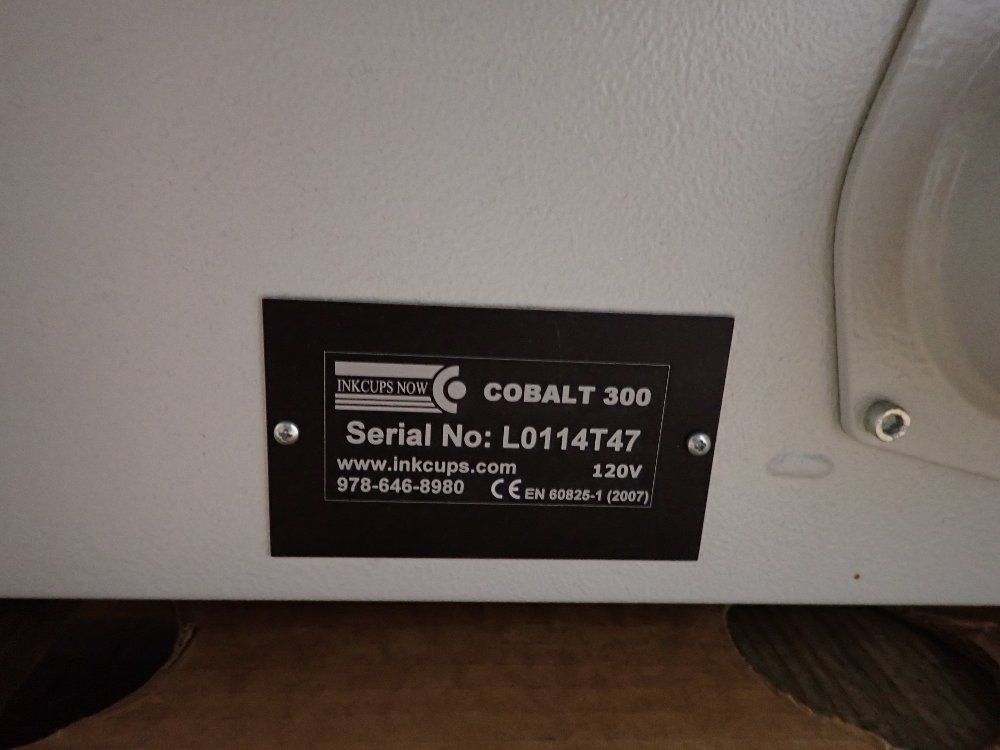 INKCUPS NOW COBALT 300
Serial No: L0114T47
www.inkcups.com 120V
978-646-8980 CE EN 60825-1 (2007)